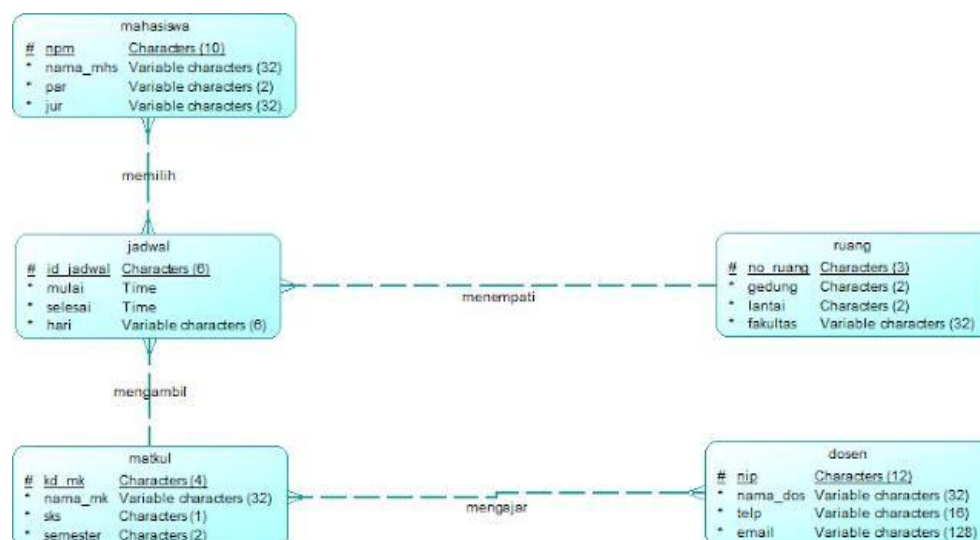 mahasiswa
# npm Characters (10)
* nama_mhs Variable characters (32)
* par Variable characters (2)
* jur Variable characters (32)
memilih
jadwal
# id_jadwal Characters (6)
* mulai Time
* selesai Time
* hari Variable characters (6)
menempati
ruang
# no_ruang Characters (3)
* gedung Characters (2)
* lantai Characters (2)
* fakultas Variable characters (32)
mengambil
matkul
# kd_mk Characters (4)
* nama_mk Variable characters (32)
* sks Characters (1)
* semester Characters (2)
mengajar
dosen
# nip Characters (12)
* nama_dos Variable characters (32)
* telp Variable characters (16)
* email Variable characters (128)